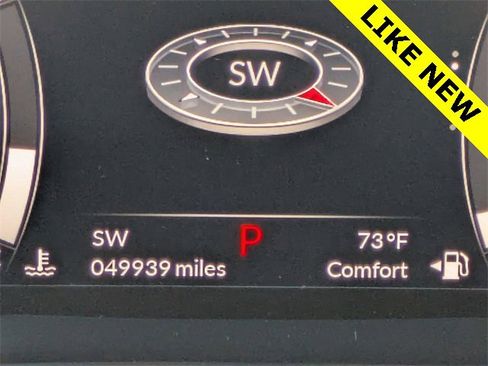 LIKE NEW
SW
SW P 73°F
049939 miles Comfort